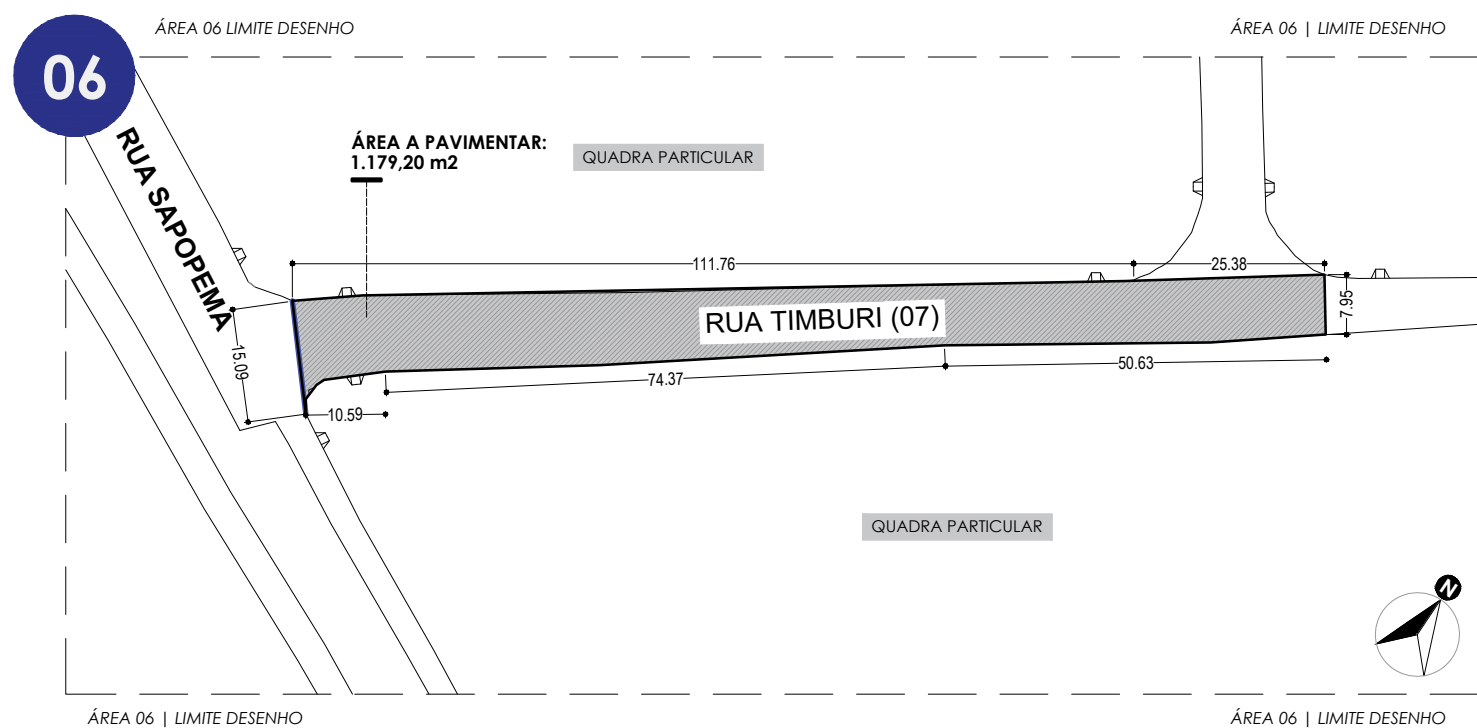 ÁREA 06 LIMITE DESENHO
ÁREA 06 | LIMITE DESENHO
06
RUA SAPOPEMA
ÁREA A PAVIMENTAR:
1.179,20 m2
QUADRA PARTICULAR
111.76
25.38
RUA TIMBURI (07)
7.95
15.09
10.59
74.37
50.63
QUADRA PARTICULAR
N
ÁREA 06 | LIMITE DESENHO
ÁREA 06 | LIMITE DESENHO